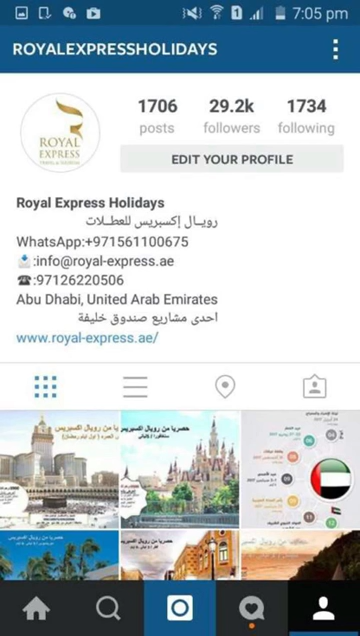 7:05 pm
ROYALEXPRESSHOLIDAYS
1706
29.2k
1734
posts
followers
following
ROYAL
EXPRESS
EDIT YOUR PROFILE
Royal Express Holidays
رويــال إكسبريس للعطــلات
WhatsApp:+971561100675
:info@royal-express.ae
☎:97126220506
Abu Dhabi, United Arab Emirates
احدى مشاريع صندوق خليفة
www.royal-express.ae/
حصريا من رويال اكسبريس
حصريا من رويال اكسبريس
حصريا من رويال اكسبريس
حصريا من رويال اكسبريس